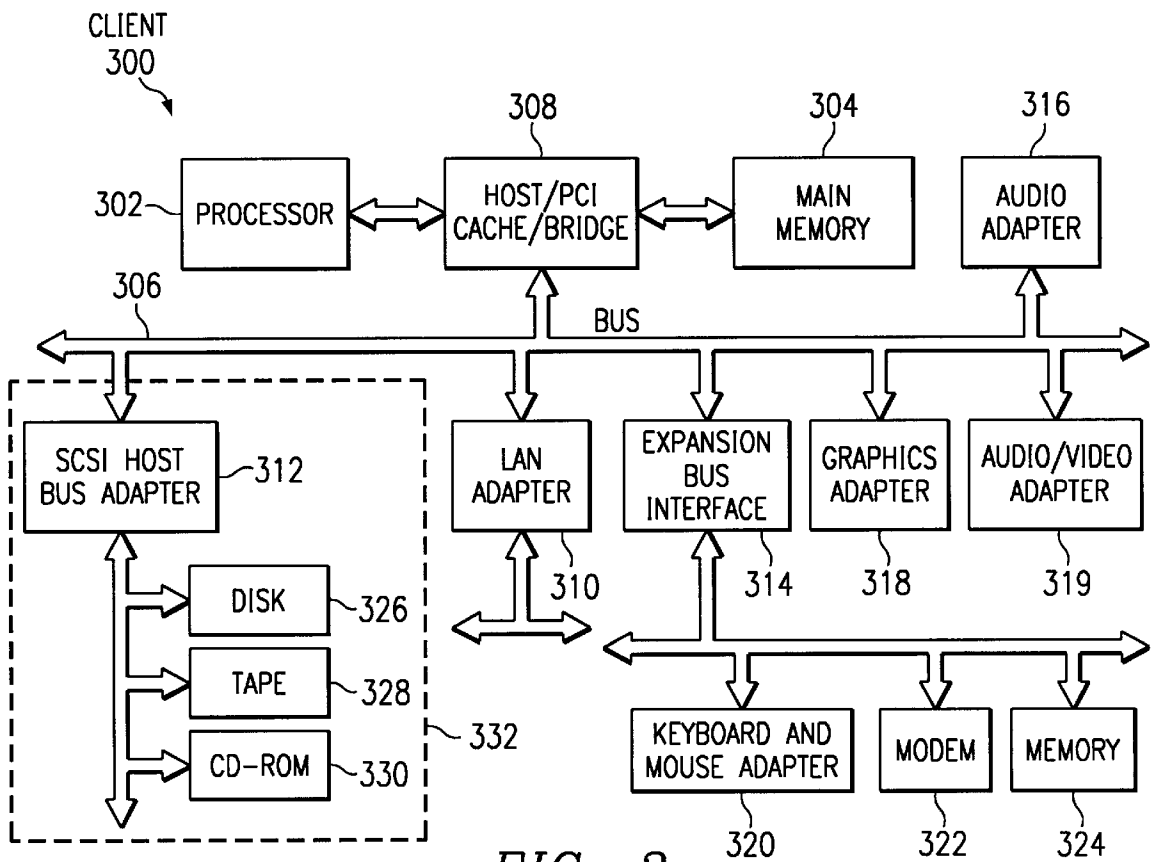 CLIENT
300
308
304
316
302
PROCESSOR
HOST/PCI
CACHE/BRIDGE
MAIN
MEMORY
AUDIO
ADAPTER
306
BUS
SCSI HOST
BUS ADAPTER
312
LAN
ADAPTER
EXPANSION
BUS
INTERFACE
GRAPHICS
ADAPTER
AUDIO/VIDEO
ADAPTER
310
314
318
319
DISK
326
TAPE
328
CD-ROM
330
332
KEYBOARD AND
MOUSE ADAPTER
MODEM
MEMORY
320
322
324